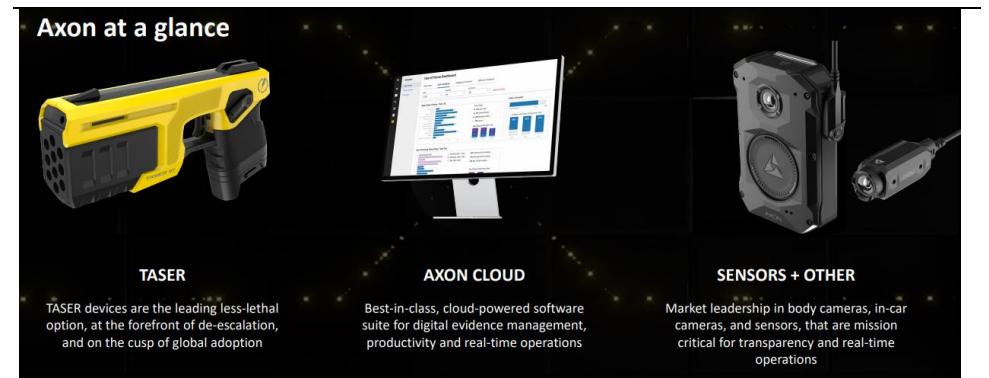 Axon at a glance
TASER
TASER devices are the leading less-lethal
option, at the forefront of de-escalation,
and on the cusp of global adoption
AXON CLOUD
Best-in-class, cloud-powered software
suite for digital evidence management,
productivity and real-time operations
SENSORS + OTHER
Market leadership in body cameras, in-car
cameras, and sensors, that are mission
critical for transparency and real-time
operations